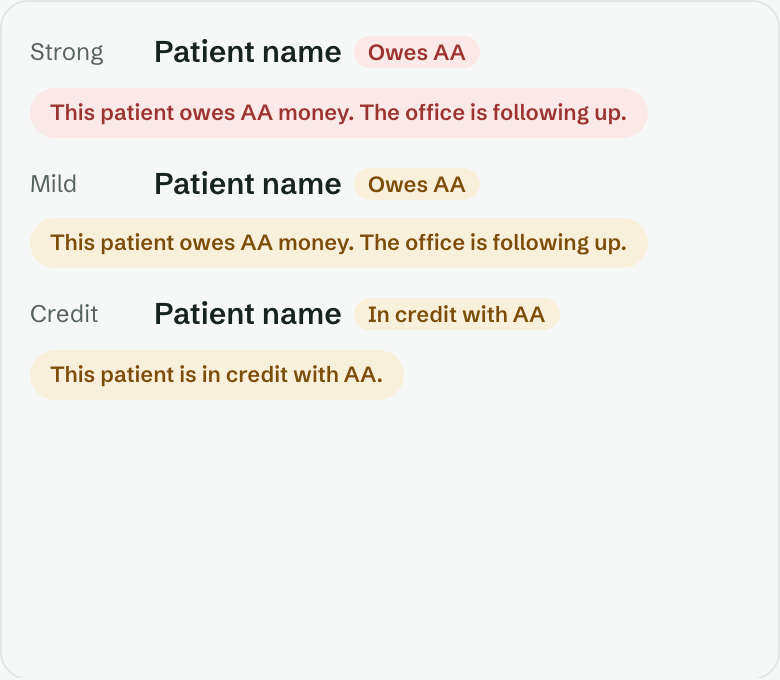 Strong Patient name Owes AA
This patient owes AA money. The office is following up.
Mild Patient name Owes AA
This patient owes AA money. The office is following up.
Credit Patient name In credit with AA
This patient is in credit with AA.